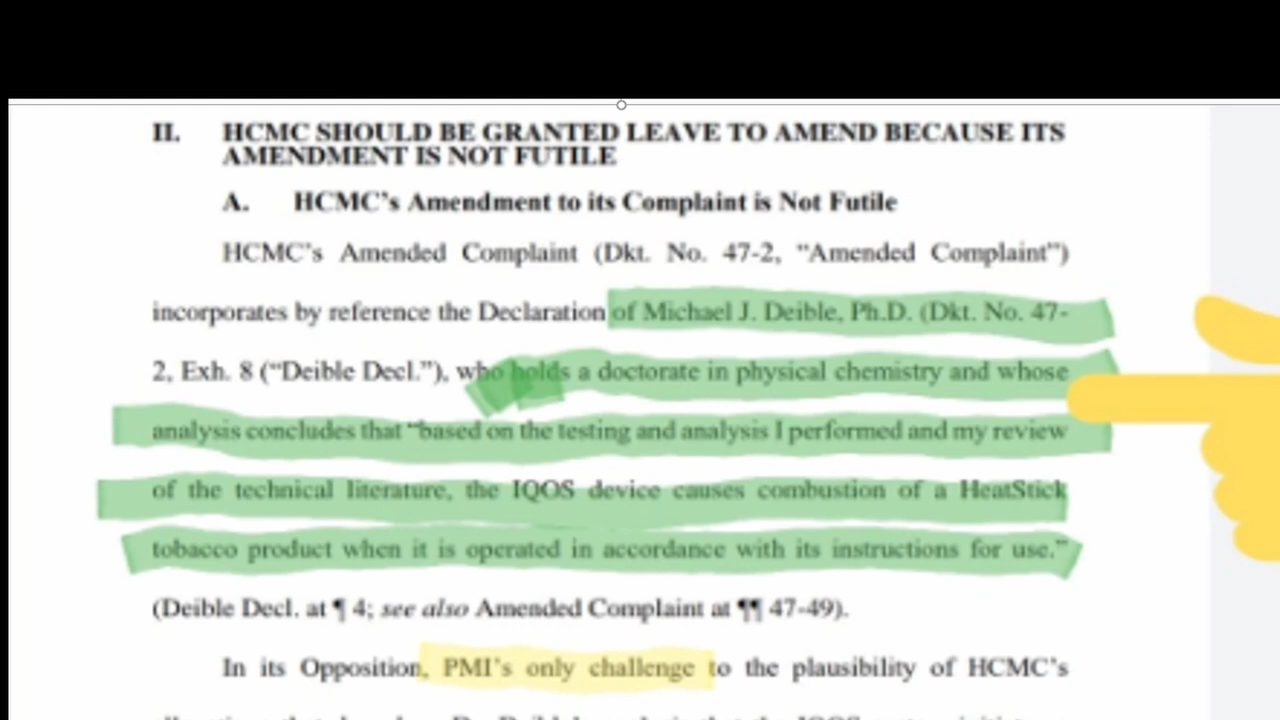 II. HCMC SHOULD BE GRANTED LEAVE TO AMEND BECAUSE ITS
AMENDMENT IS NOT FUTILE
A. HCMC's Amendment to its Complaint is Not Futile
HCMC's Amended Complaint (Dkt. No. 47-2, "Amended Complaint")
incorporates by reference the Declaration of Michael J. Deible, Ph.D. (Dkt. No. 47-
2, Exh. 8 (“Deible Decl.”), who holds a doctorate in physical chemistry and whose
analysis concludes that “based on the testing and analysis I performed and my review
of the technical literature, the IQOS device causes combustion of a HeatStick
tobacco product when it is operated in accordance with its instructions for use.”
(Deible Decl. at ¶ 4; see also Amended Complaint at ¶¶ 47-49).
In its Opposition, PMI's only challenge to the plausibility of HCMC's